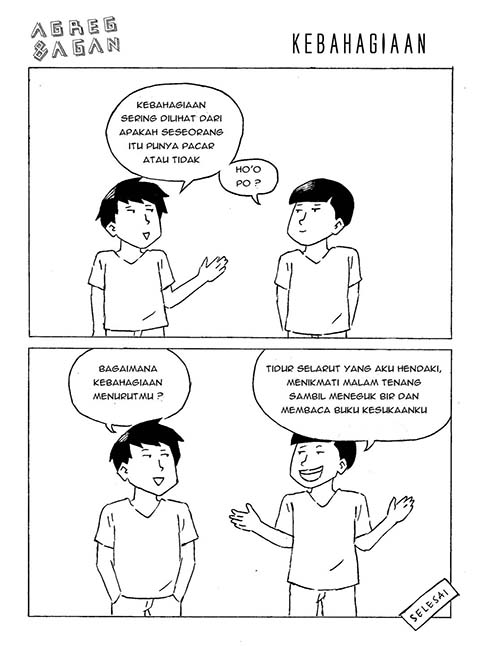 AGREG
BAGAN
KEBAHAGIAAN
KEBAHAGIAAN
SERING DILIHAT DARI
APAKAH SESEORANG
ITU PUNYA PACAR
ATAU TIDAK
HO'O
PO ?
BAGAIMANA
KEBAHAGIAAN
MENURUTMU ?
TIDUR SELARUT YANG AKU HENDAKI,
MENIKMATI MALAM TENANG
SAMBIL MENEGUK BIR DAN
MEMBACA BUKU KESUKAANKU
SELESAI